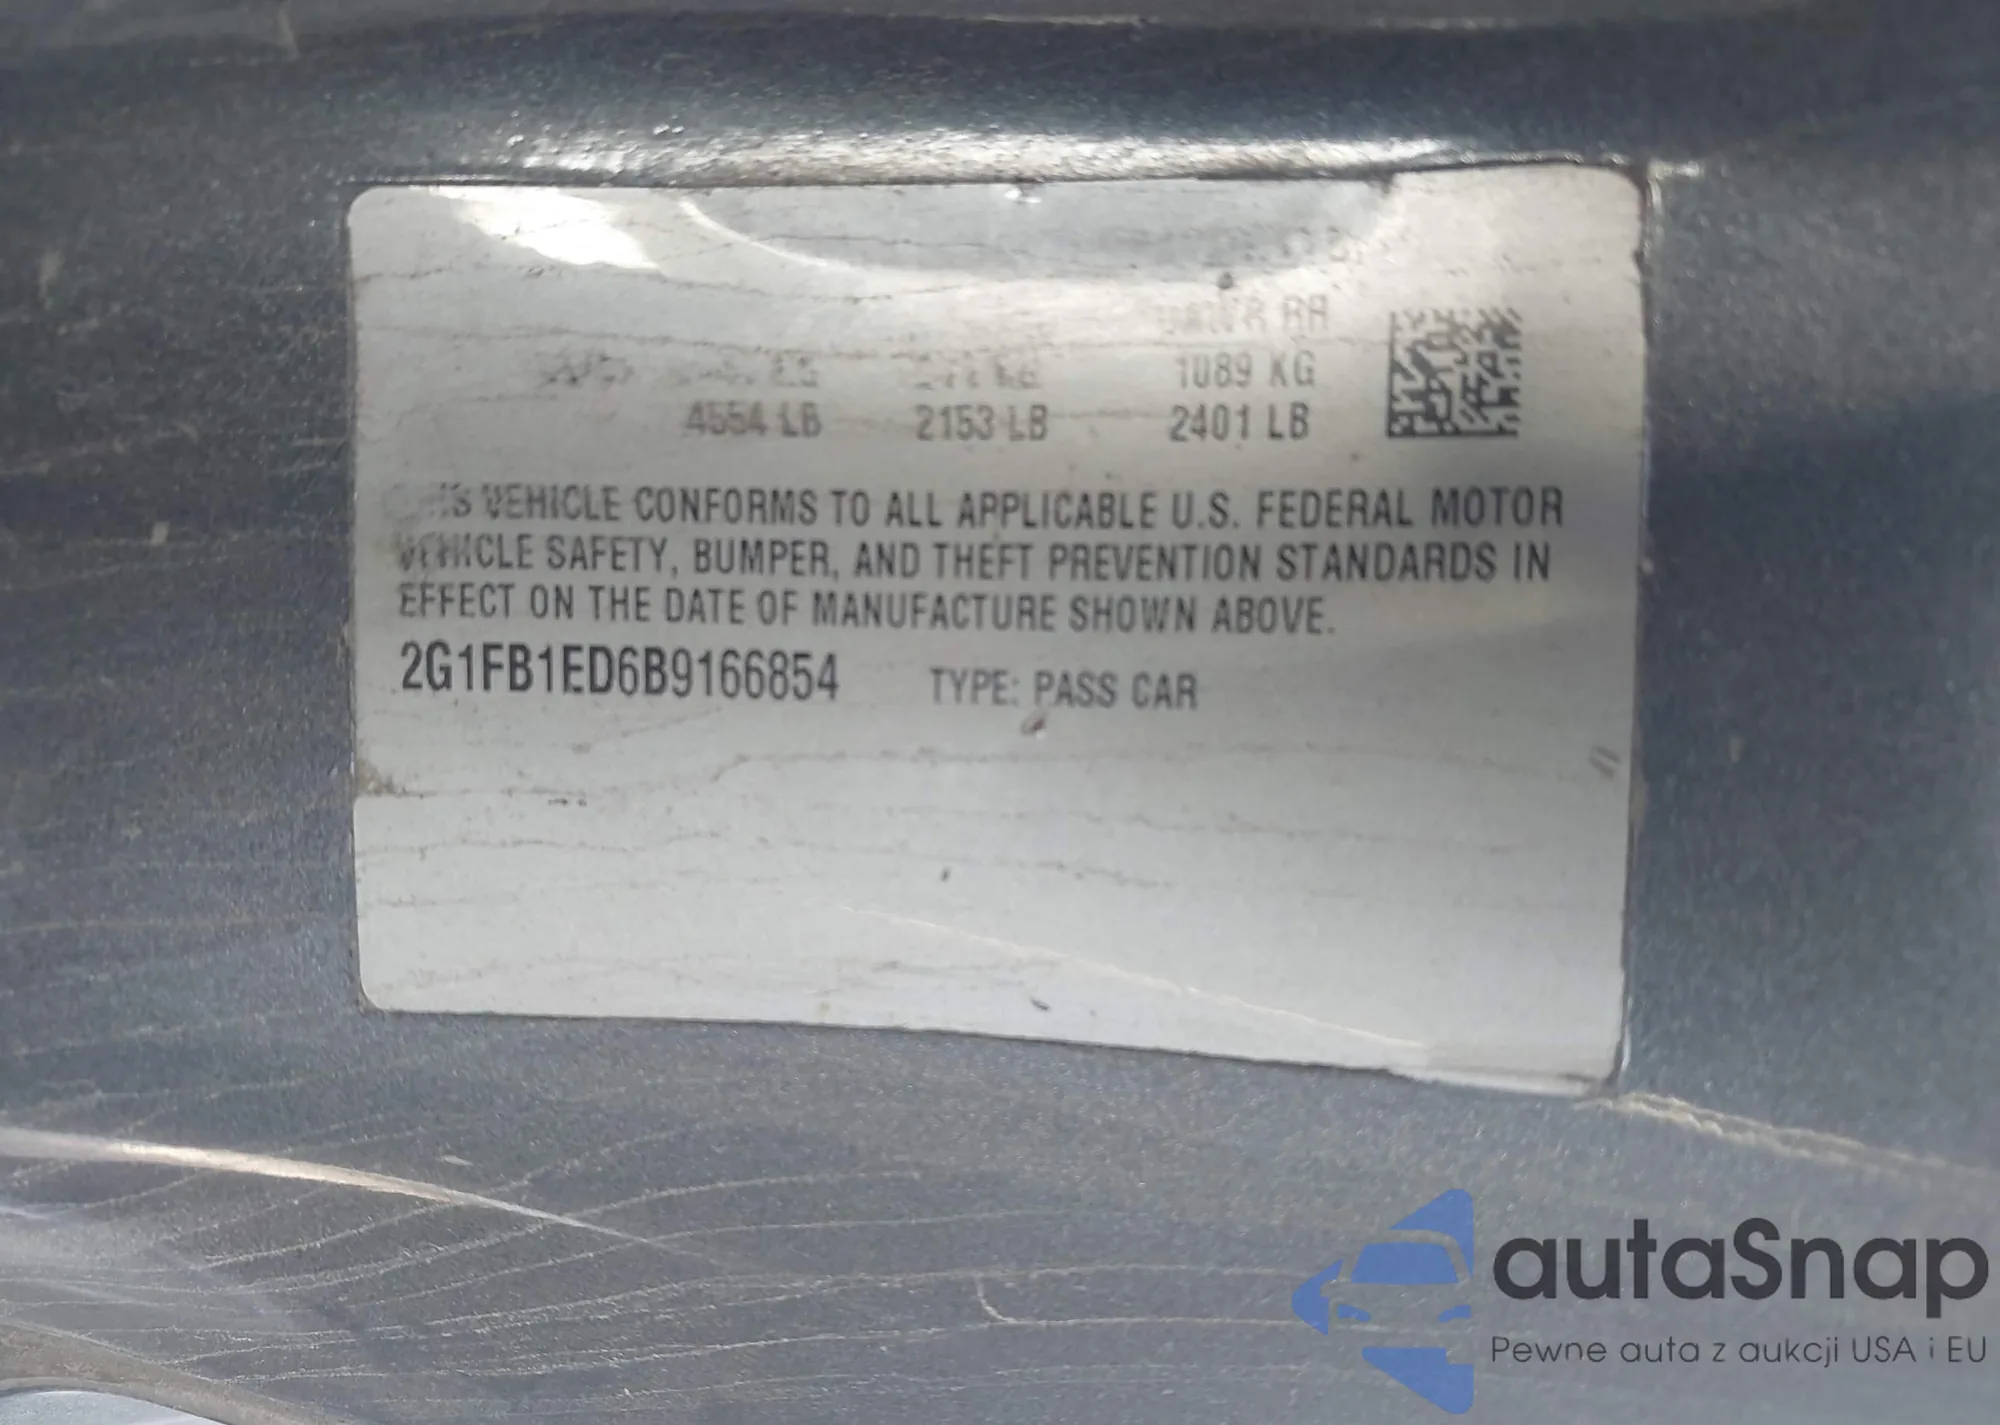 1089 KG
4554 LB 2153 LB 2401 LB
VEHICLE CONFORMS TO ALL APPLICABLE U.S. FEDERAL MOTOR
VEHICLE SAFETY, BUMPER, AND THEFT PREVENTION STANDARDS IN
EFFECT ON THE DATE OF MANUFACTURE SHOWN ABOVE.
2G1FB1ED6B9166854 TYPE: PASS CAR
autaSnap
Pewne auta z aukcji USA i EU